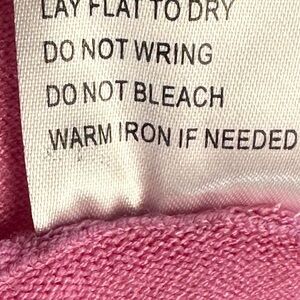 LAY FLAT TO DRY
DO NOT WRING
DO NOT BLEACH
WARM IRON IF NEEDED